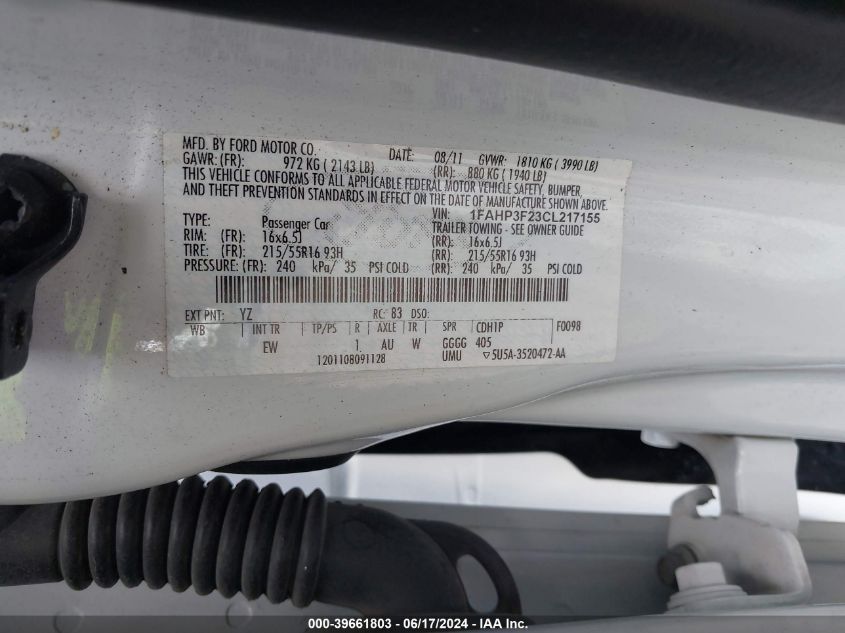 MFD. BY FORD MOTOR CO. DATE: 08/11 GVWR: 1810 KG ( 3990 LB)
GAWR: (FR): 972 KG ( 2143 LB) (RR): 880 KG ( 1940 LB)
THIS VEHICLE CONFORMS TO ALL APPLICABLE FEDERAL MOTOR VEHICLE SAFETY, BUMPER,
AND THEFT PREVENTION STANDARDS IN EFFECT ON THE DATE OF MANUFACTURE SHOWN ABOVE.
VIN: 1FAHP3F23CL217155
TYPE: Passenger Car TRAILER TOWING - SEE OWNER GUIDE
RIM: (FR): 16x6.5J (RR): 16x6.5J
TIRE: (FR): 215/55R16 93H (RR): 215/55R16 93H
PRESSURE: (FR): 240 kPa/ 35 PSI COLD (RR): 240 kPa/ 35 PSI COLD
EXT PNT: YZ RC: 83 DSO:
WB INT TR TP/PS R AXLE TR SPR CDH1P F0098
EW 1 AU W GGGG 405
1201108091128 UMU ▽5U5A-3520472-AA
000-39661803 - 06/17/2024 - IAA Inc.